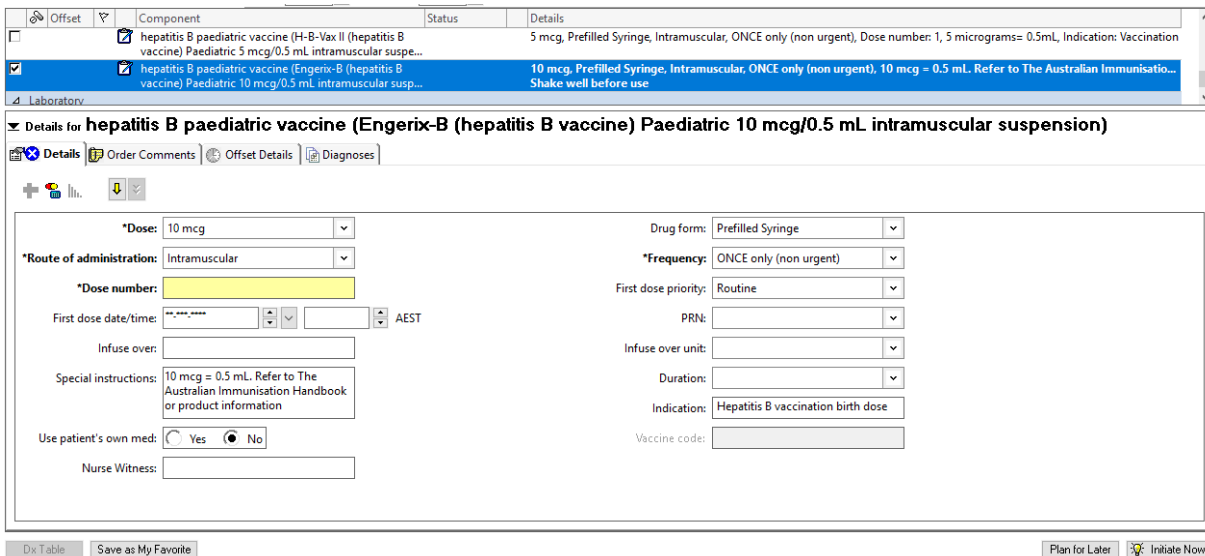 Offset Component Status Details
hepatitis B paediatric vaccine (H-B-Vax II (hepatitis B 5 mcg, Prefilled Syringe, Intramuscular, ONCE only (non urgent), Dose number: 1, 5 micrograms= 0.5mL, Indication: Vaccination
vaccine) Paediatric 5 mcg/0.5 mL intramuscular suspe...
hepatitis B paediatric vaccine (Engerix-B (hepatitis B 10 mcg, Prefilled Syringe, Intramuscular, ONCE only (non urgent), 10 mcg = 0.5 mL. Refer to The Australian Immunisatio...
vaccine) Paediatric 10 mcg/0.5 mL intramuscular susp... Shake well before use
Laboratory
Details for hepatitis B paediatric vaccine (Engerix-B (hepatitis B vaccine) Paediatric 10 mcg/0.5 mL intramuscular suspension)
Details Order Comments Offset Details Diagnoses
*Dose: 10 mcg Drug form: Prefilled Syringe
*Route of administration: Intramuscular *Frequency: ONCE only (non urgent)
*Dose number: First dose priority: Routine
First dose date/time: **-***-**** AEST PRN:
Infuse over: Infuse over unit:
Special instructions: 10 mcg = 0.5 mL. Refer to The Duration:
Australian Immunisation Handbook
or product information Indication: Hepatitis B vaccination birth dose
Use patient's own med: Yes No Vaccine code:
Nurse Witness:
Dx Table Save as My Favorite Plan for Later Initiate Now